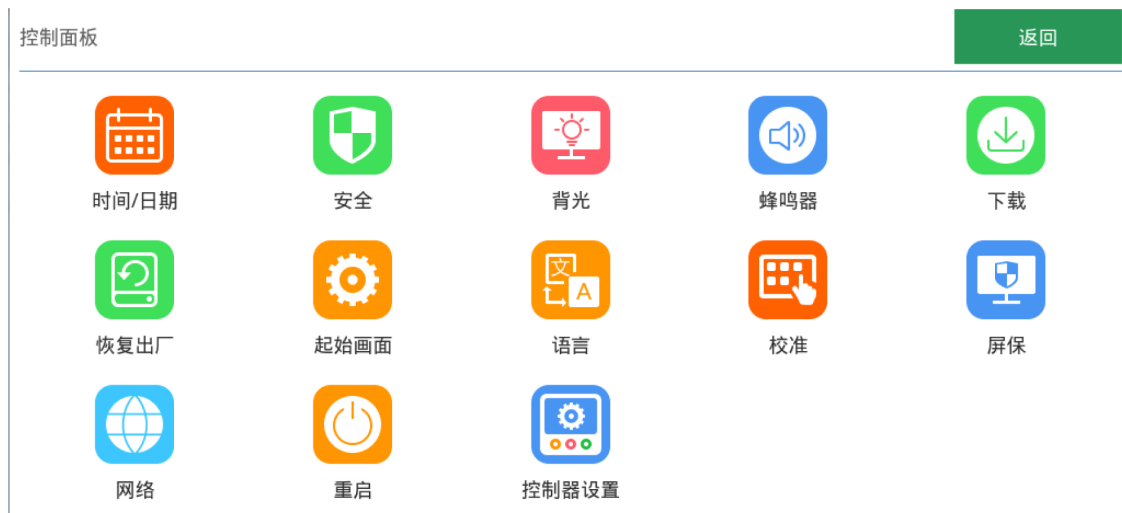 控制面板
返回
时间/日期
安全
背光
蜂鸣器
下载
恢复出厂
起始画面
文
A
语言
校准
屏保
网络
重启
控制器设置